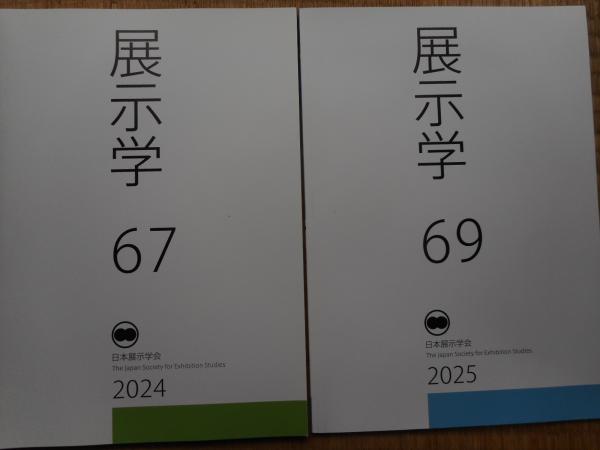 展示学
67
日本展示学会
The Japan Society for Exhibition Studies
2024
展示学
69
日本展示学会
The Japan Society for Exhibition Studies
2025